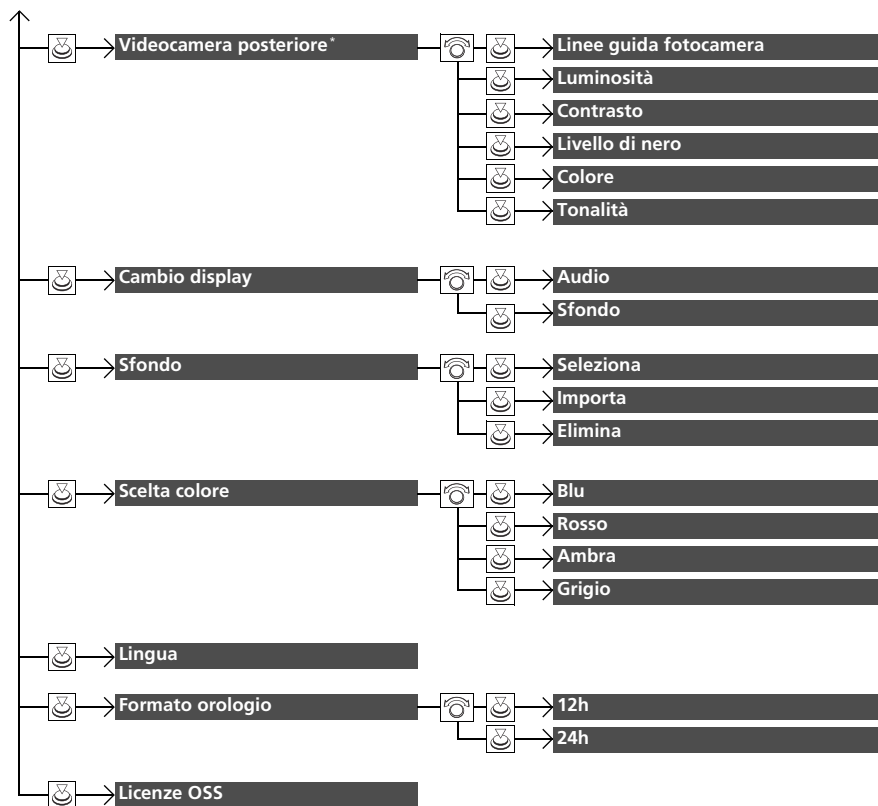 Videocamera posteriore*
Linee guida fotocamera
Luminosità
Contrasto
Livello di nero
Colore
Tonalità
Cambio display
Audio
Sfondo
Sfondo
Seleziona
Importa
Elimina
Scelta colore
Blu
Rosso
Ambra
Grigio
Lingua
Formato orologio
12h
24h
Licenze OSS